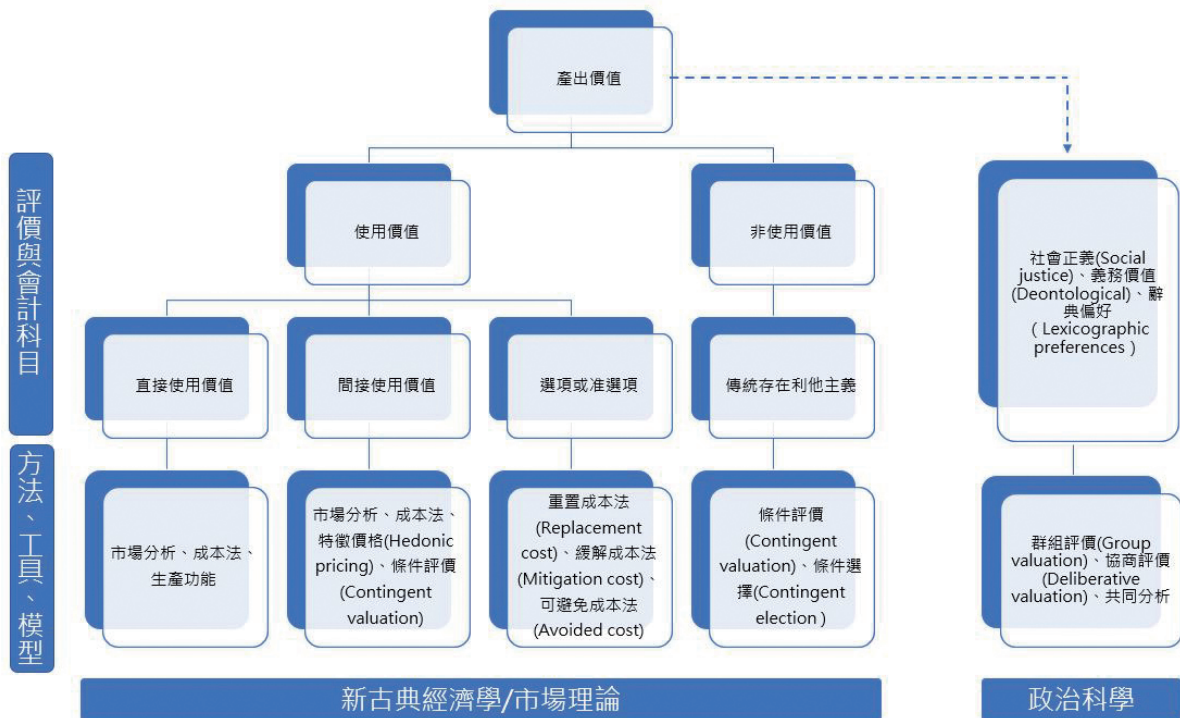 產出價值
評價與會計科目
使用價值
非使用價值
社會正義(Social
justice)、義務價值
(Deontological)、辭
典偏好
( Lexicographic
preferences )
直接使用價值
間接使用價值
選項或准選項
傳統存在利他主義
方法、工具、模型
市場分析、成本法、
生產功能
市場分析、成本法、
特徵價格(Hedonic
pricing)、條件評價
(Contingent
valuation)
重置成本法
(Replacement
cost)、緩解成本法
(Mitigation cost)、
可避免成本法
(Avoided cost)
條件評價
(Contingent
valuation)、條件選
擇(Contingent
election )
群組評價(Group
valuation)、協商評價
(Deliberative
valuation)、共同分析
新古典經濟學/市場理論
政治科學